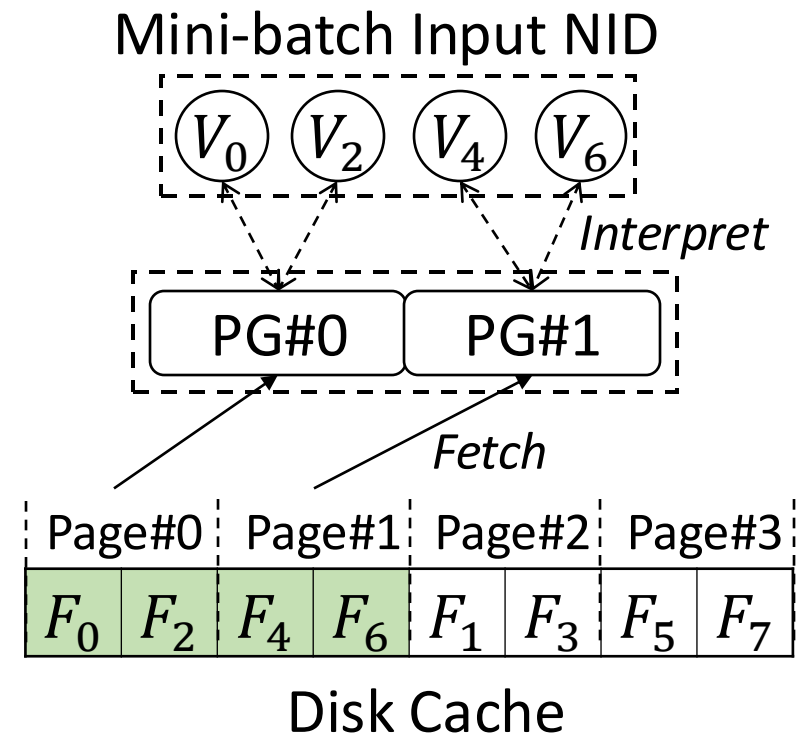 Mini-batch Input NID
V0 V2 V4 V6
Interpret
PG#0 PG#1
Fetch
Page#0 Page#1 Page#2 Page#3
F0 F2 F4 F6 F1 F3 F5 F7
Disk Cache